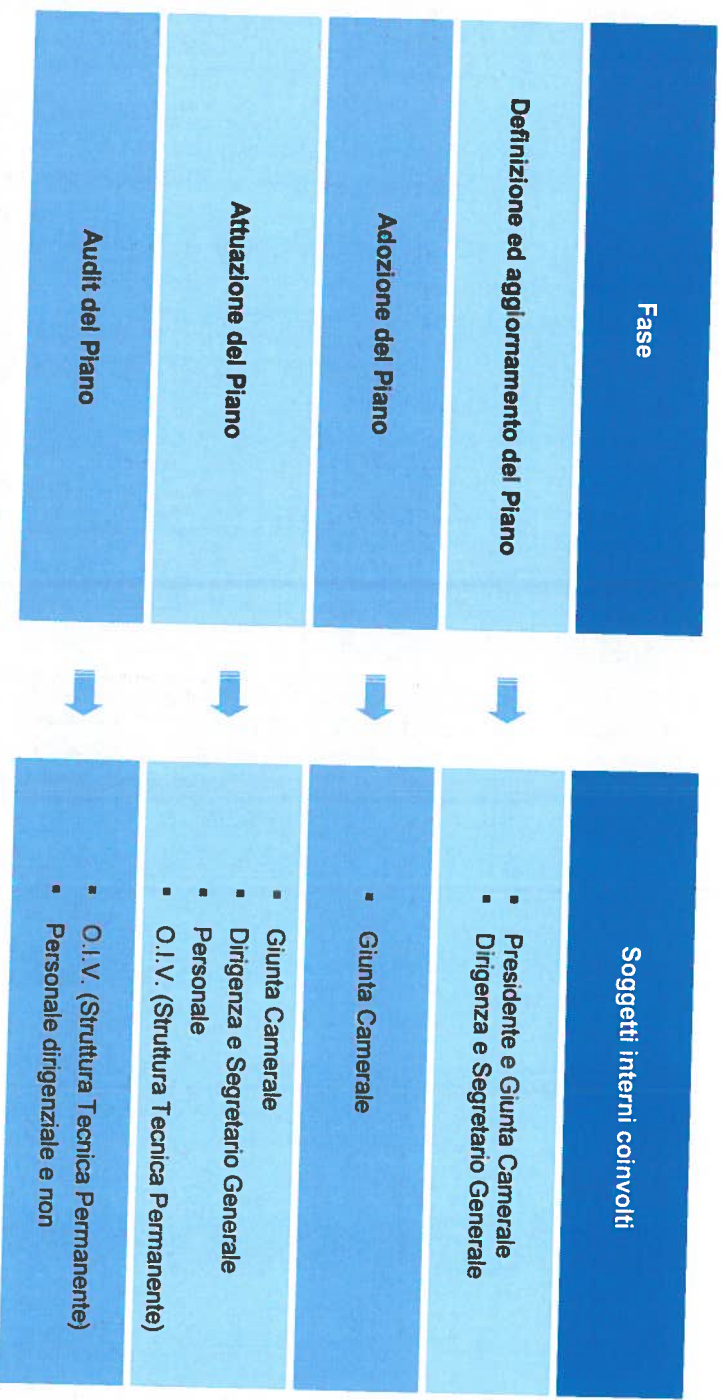 Fase
Soggetti interni coinvolti
Definizione ed aggiornamento del Piano
▪ Presidente e Giunta Camerale
▪ Dirigenza e Segretario Generale
Adozione del Piano
▪ Giunta Camerale
Attuazione del Piano
▪ Giunta Camerale
▪ Dirigenza e Segretario Generale
▪ Personale
▪ O.I.V. (Struttura Tecnica Permanente)
Audit del Piano
▪ O.I.V. (Struttura Tecnica Permanente)
▪ Personale dirigenziale e non